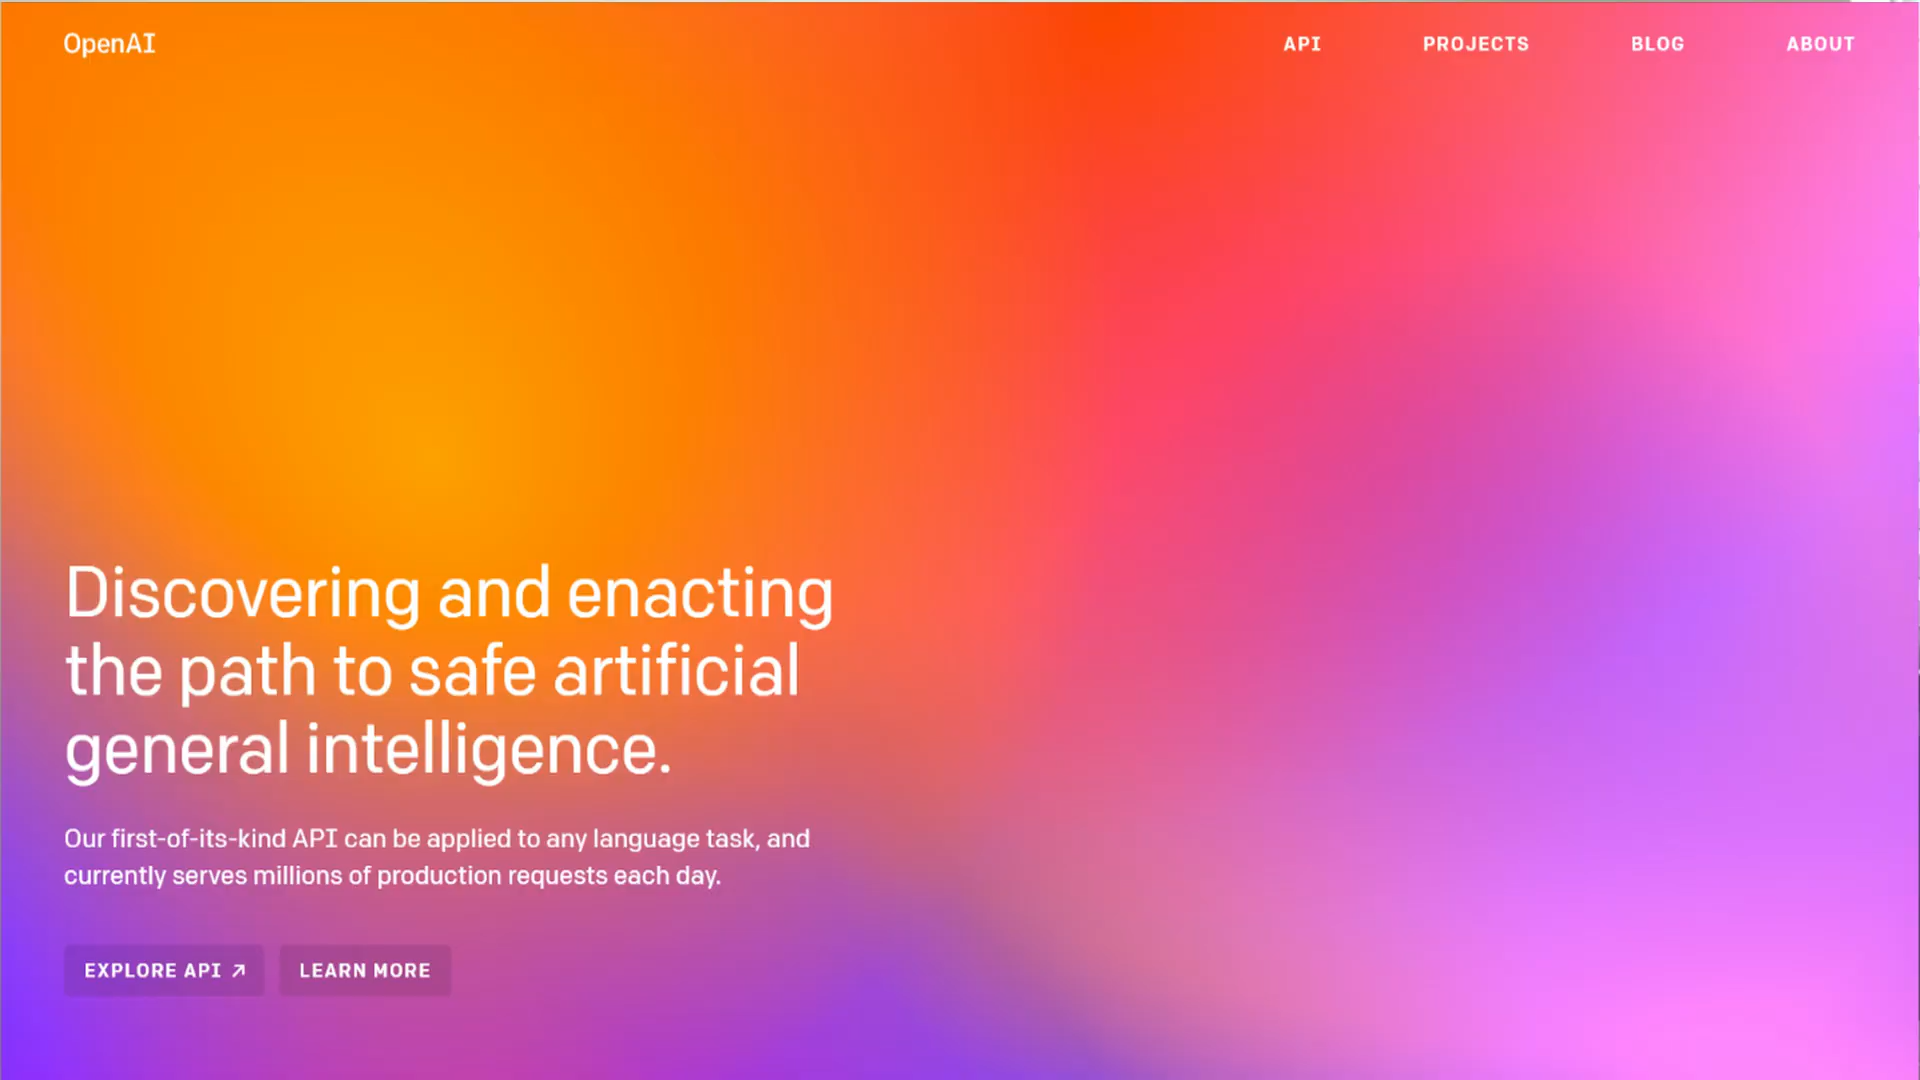 OpenAI
API
PROJECTS
BLOG
ABOUT
Discovering and enacting
the path to safe artificial
general intelligence.
Our first-of-its-kind API can be applied to any language task, and
currently serves millions of production requests each day.
EXPLORE API ↗
LEARN MORE